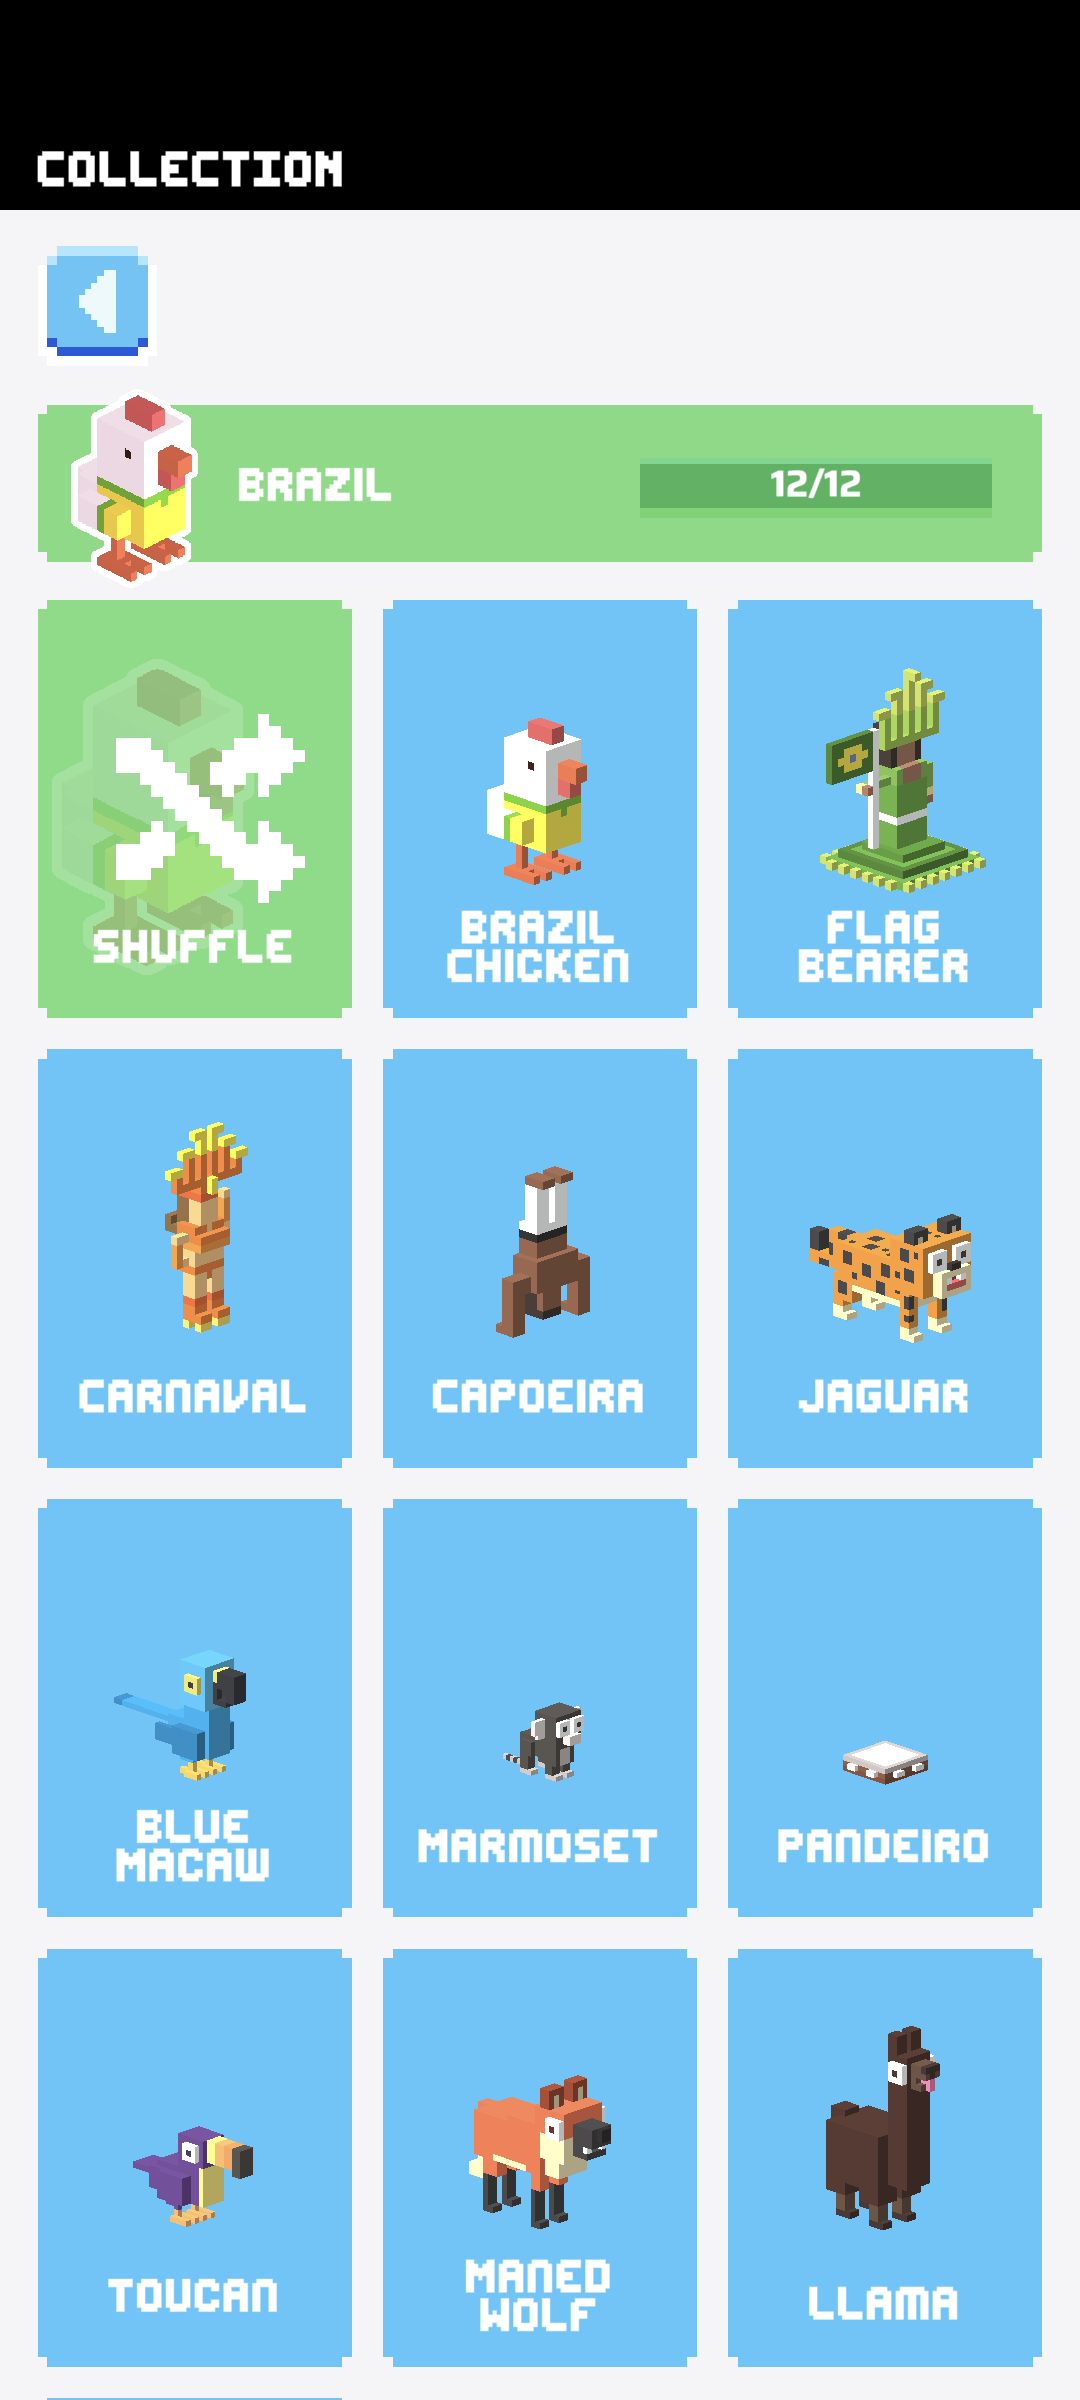 COLLECTION
BRAZIL
12/12
SHUFFLE
BRAZIL
CHICKEN
FLAG
BEARER
CARNAVAL
CAPOEIRA
JAGUAR
BLUE
MACAW
MARMOSET
PANDEIRO
TOUCAN
MANED
WOLF
LLAMA